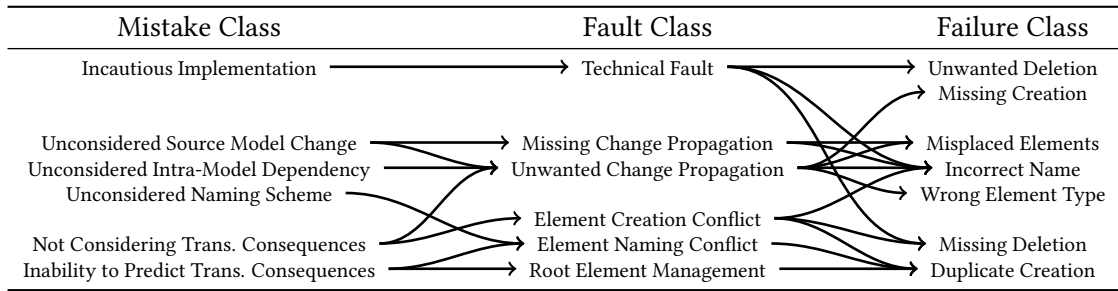 Mistake Class Fault Class Failure Class
Incautious Implementation Technical Fault Unwanted Deletion
Missing Creation
Unconsidered Source Model Change Missing Change Propagation Misplaced Elements
Unconsidered Intra-Model Dependency Unwanted Change Propagation Incorrect Name
Unconsidered Naming Scheme Wrong Element Type
Element Creation Conflict
Not Considering Trans. Consequences Element Naming Conflict Missing Deletion
Inability to Predict Trans. Consequences Root Element Management Duplicate Creation